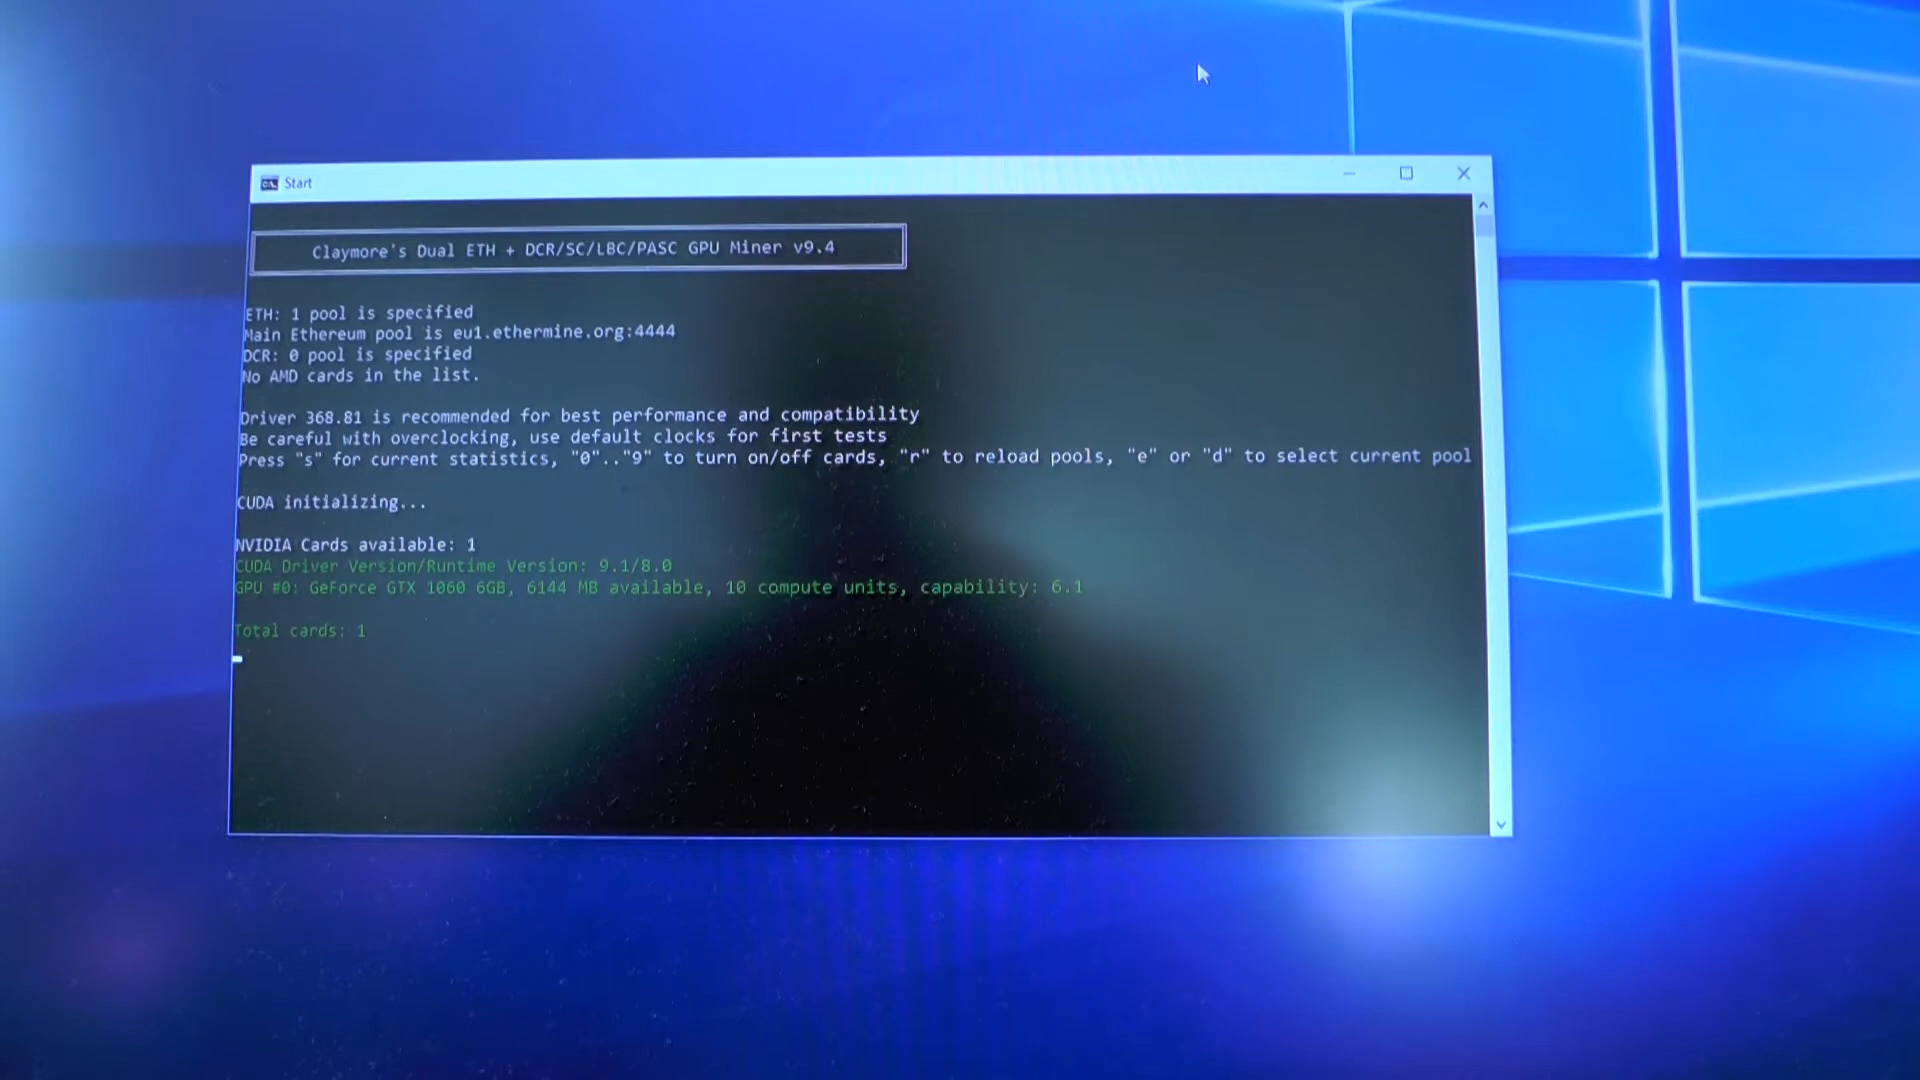 Start
Claymore's Dual ETH + DCR/SC/LBC/PASC GPU Miner v9.4
ETH: 1 pool is specified
Main Ethereum pool is eu1.ethermine.org:4444
DCR: 0 pool is specified
No AMD cards in the list.
Driver 368.81 is recommended for best performance and compatibility
Be careful with overclocking, use default clocks for first tests
Press "s" for current statistics, "0".."9" to turn on/off cards, "r" to reload pools, "e" or "d" to select current pool
CUDA initializing...
NVIDIA Cards available: 1
CUDA Driver Version/Runtime Version: 9.1/8.0
GPU #0: GeForce GTX 1060 6GB, 6144 MB available, 10 compute units, capability: 6.1
Total cards: 1